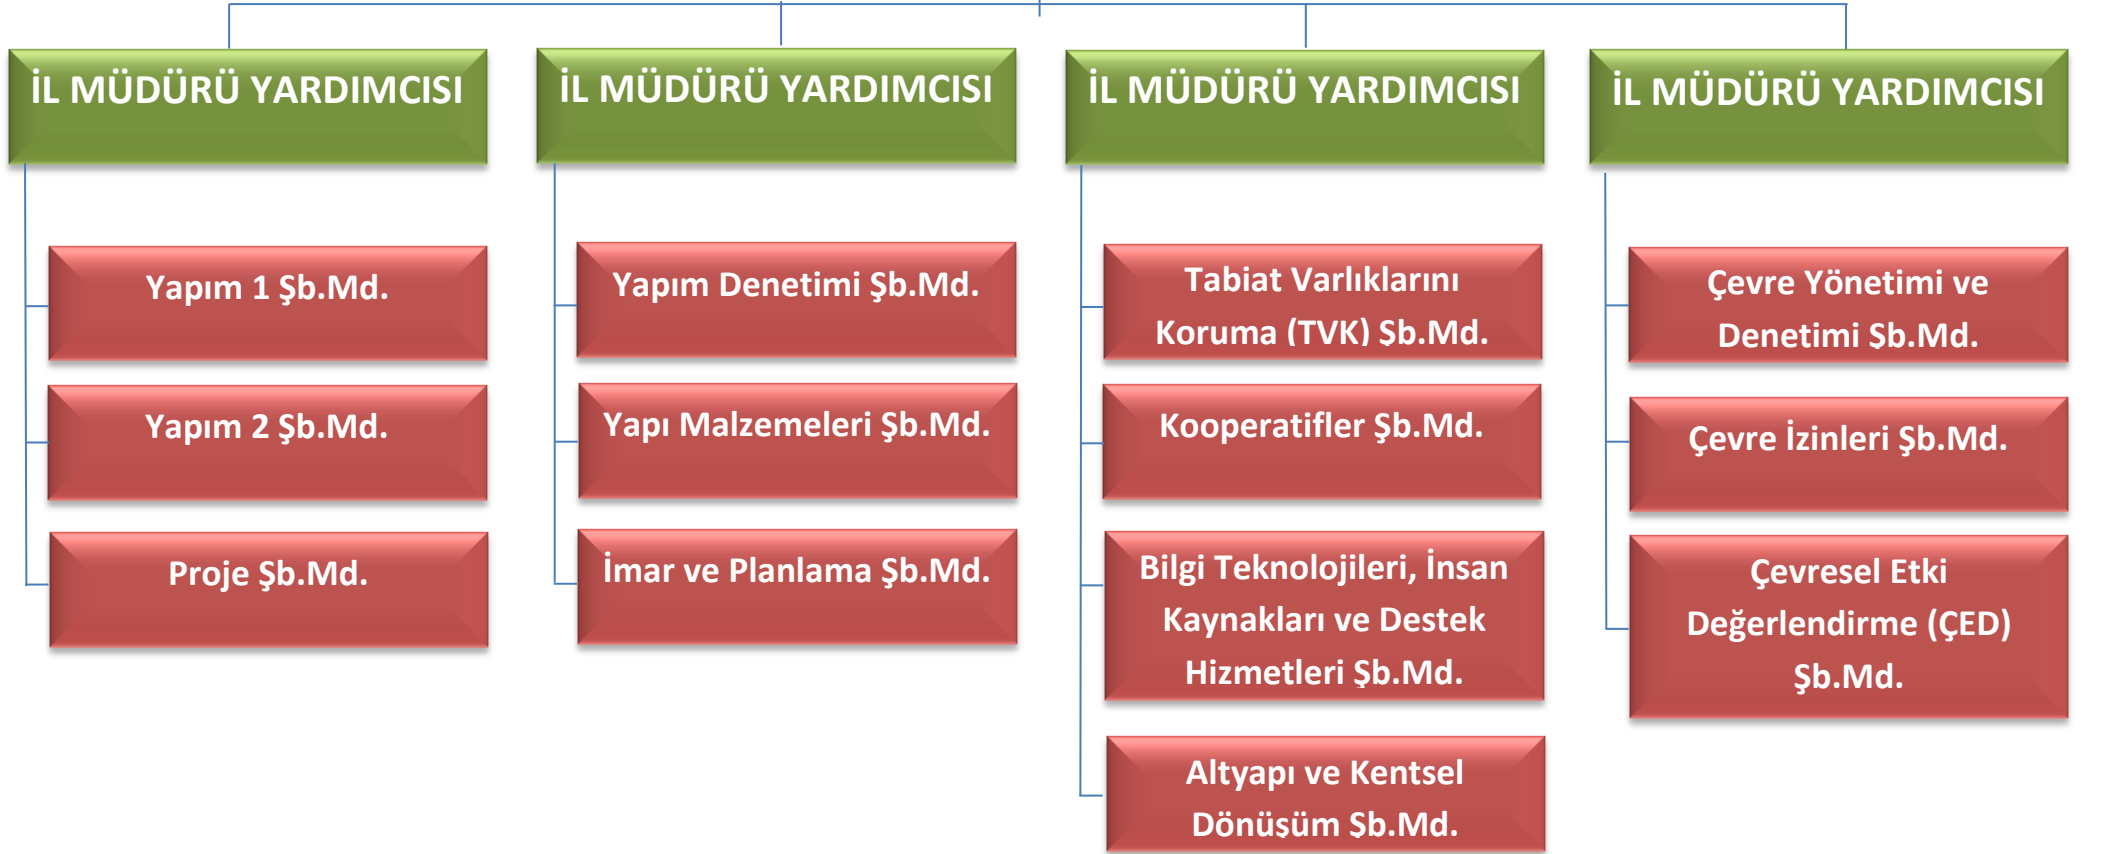 İL MÜDÜRÜ YARDIMCISI
Yapım 1 Şb.Md.
Yapım 2 Şb.Md.
Proje Şb.Md.
İL MÜDÜRÜ YARDIMCISI
Yapım Denetimi Şb.Md.
Yapı Malzemeleri Şb.Md.
İmar ve Planlama Şb.Md.
İL MÜDÜRÜ YARDIMCISI
Tabiat Varlıklarını
Koruma (TVK) Şb.Md.
Kooperatifler Şb.Md.
Bilgi Teknolojileri, İnsan
Kaynakları ve Destek
Hizmetleri Şb.Md.
Altyapı ve Kentsel
Dönüşüm Şb.Md.
İL MÜDÜRÜ YARDIMCISI
Çevre Yönetimi ve
Denetimi Şb.Md.
Çevre İzinleri Şb.Md.
Çevresel Etki
Değerlendirme (ÇED)
Şb.Md.